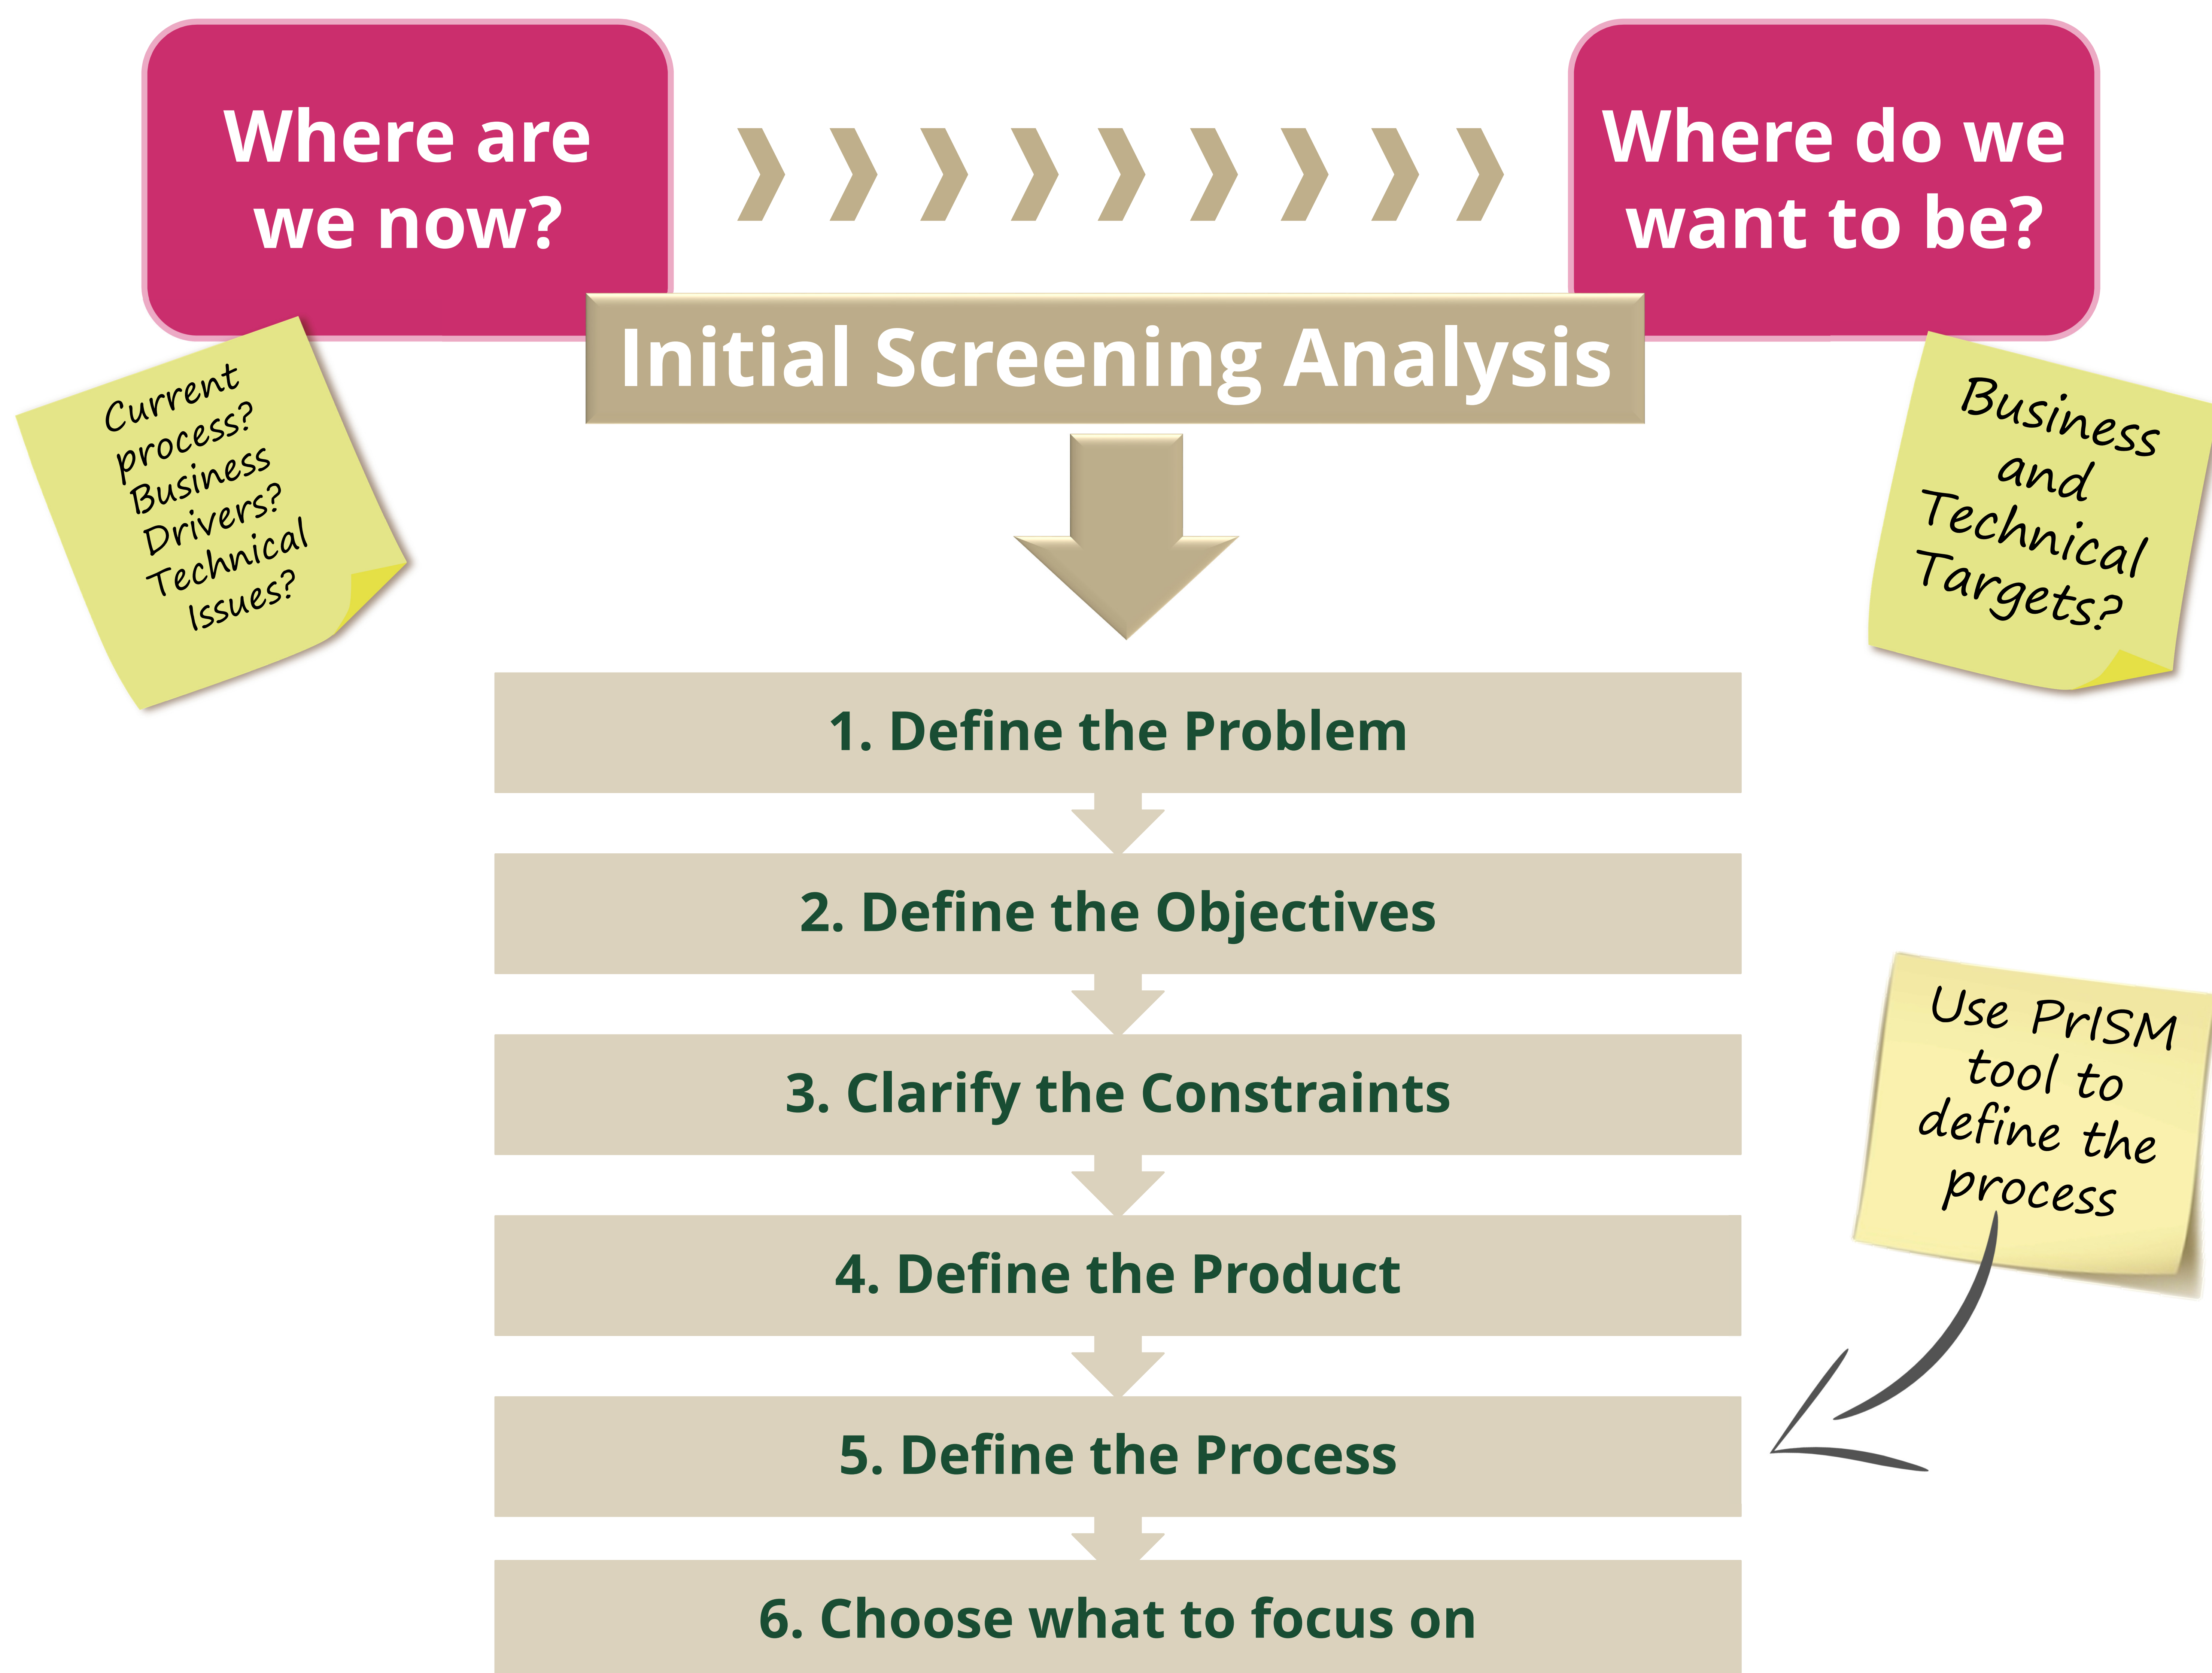 Where are
we now?
Where do we
want to be?
Initial Screening Analysis
Current
process?
Business
Drivers?
Technical
Issues?
Business
and
Technical
Targets?
1. Define the Problem
2. Define the Objectives
3. Clarify the Constraints
4. Define the Product
5. Define the Process
6. Choose what to focus on
Use PrISM
tool to
define the
process